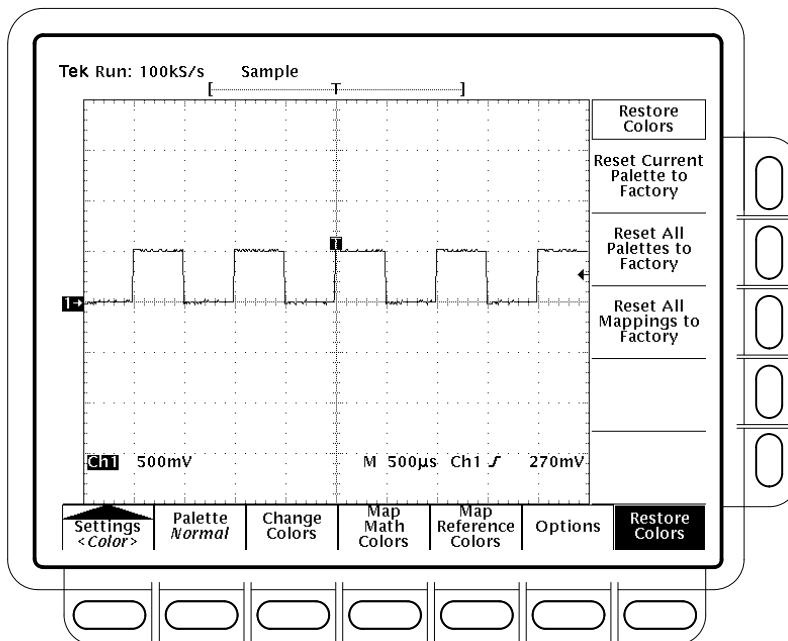 Tek Run: 100kS/s Sample
[ T ]
Restore
Colors
Reset Current
Palette to
Factory
Reset All
Palettes to
Factory
Reset All
Mappings to
Factory
T
1→
Ch1 500mV M 500µs Ch1 270mV
Settings
<Color>
Palette
Normal
Change
Colors
Map
Math
Colors
Map
Reference
Colors
Options
Restore
Colors